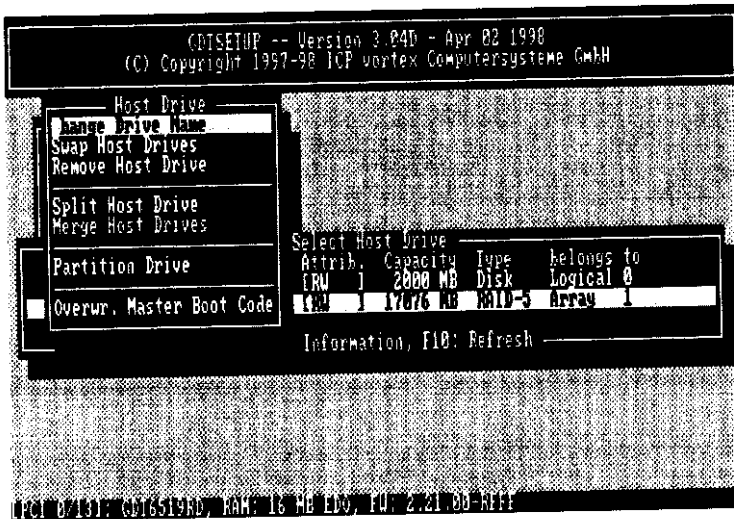 GDTSETUP -- Version 3.04D - Apr 02 1998
(C) Copyright 1997-98 ICP vortex Computersysteme GmbH
Host Drive
Change Drive Name
Swap Host Drives
Remove Host Drive
Split Host Drive
Merge Host Drives
Partition Drive
Overwr. Master Boot Code
Select Host Drive
Attrib. Capacity Type belongs to
[RW ] 2000 MB Disk Logical 0
[RW ] 17076 MB RAID-5 Array 1
Information, F10: Refresh
[PCI 0/13]: GDT6519RD, RAM: 16 MB EDO, FW: 2.21.00-RFFF